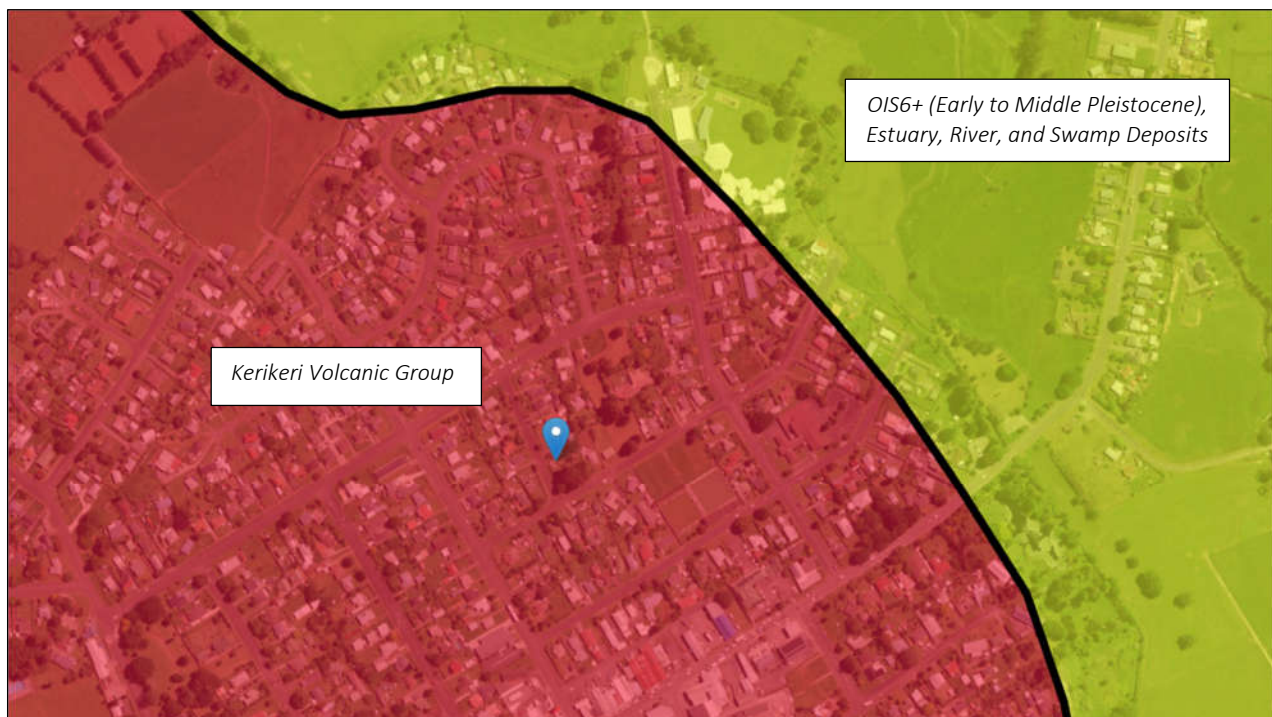 OIS6+ (Early to Middle Pleistocene),
Estuary, River, and Swamp Deposits
Kerikeri Volcanic Group